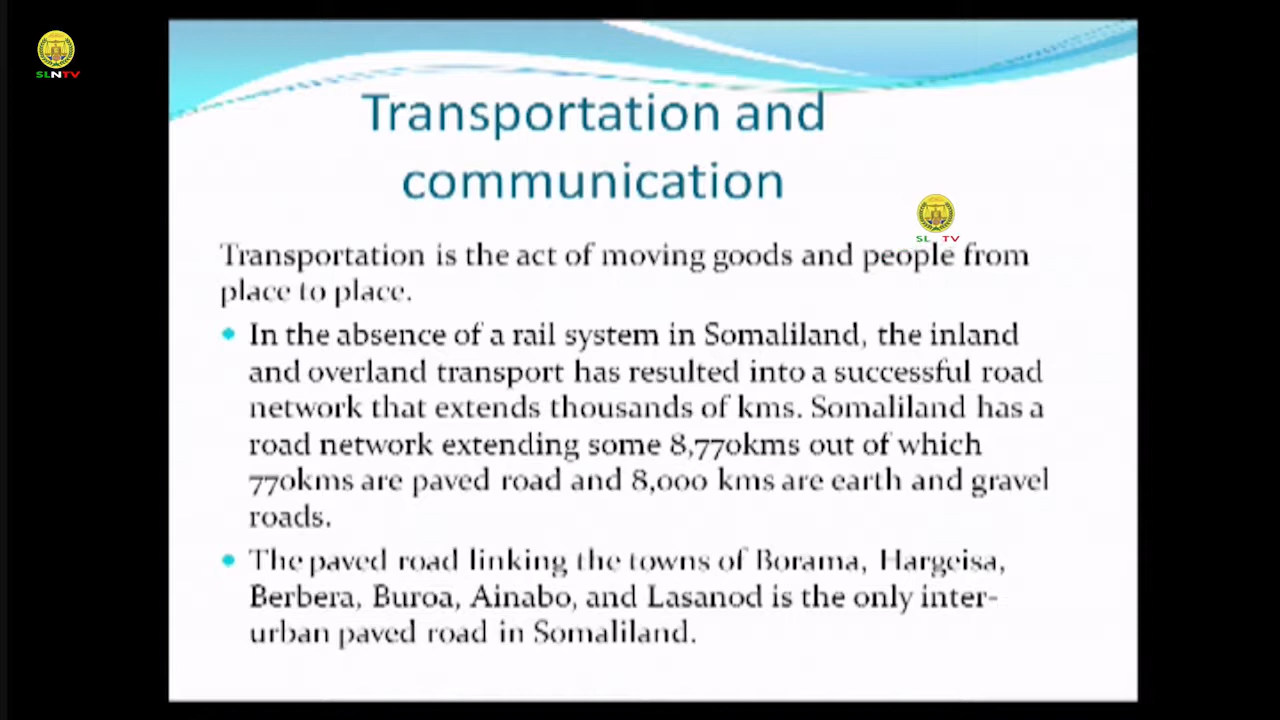 SLNTV
Transportation and
communication
SL TV
Transportation is the act of moving goods and people from
place to place.
In the absence of a rail system in Somaliland, the inland
and overland transport has resulted into a successful road
network that extends thousands of kms. Somaliland has a
road network extending some 8,770kms out of which
770kms are paved road and 8,000 kms are earth and gravel
roads.
The paved road linking the towns of Borama, Hargeisa,
Berbera, Buroa, Ainabo, and Lasanod is the only inter-
urban paved road in Somaliland.